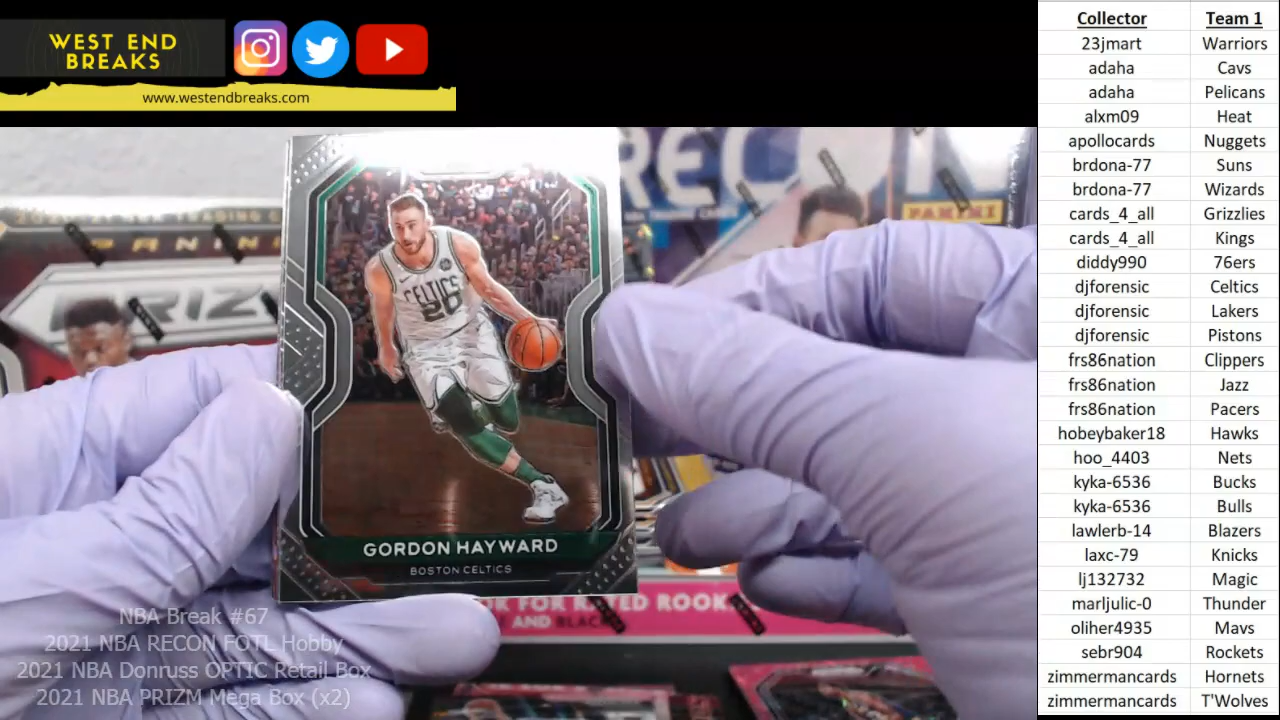 WEST END
BREAKS
www.westendbreaks.com
RECON
PANINI
PANINI
PRIZM
CELTICS
20
GORDON HAYWARD
BOSTON CELTICS
NBA Break #67
2021 NBA RECON FOTL Hobby
2021 NBA Donruss OPTIC Retail Box
2021 NBA PRIZM Mega Box (x2)
Collector Team 1
23jmart Warriors
adaha Cavs
adaha Pelicans
alxm09 Heat
apollocards Nuggets
brdona-77 Suns
brdona-77 Wizards
cards_4_all Grizzlies
cards_4_all Kings
diddy990 76ers
djforensic Celtics
djforensic Lakers
djforensic Pistons
frs86nation Clippers
frs86nation Jazz
frs86nation Pacers
hobeybaker18 Hawks
hoo_4403 Nets
kyka-6536 Bucks
kyka-6536 Bulls
lawlerb-14 Blazers
laxc-79 Knicks
lj132732 Magic
marljulic-0 Thunder
oliher4935 Mavs
sebr904 Rockets
zimmermancards Hornets
zimmermancards T'Wolves